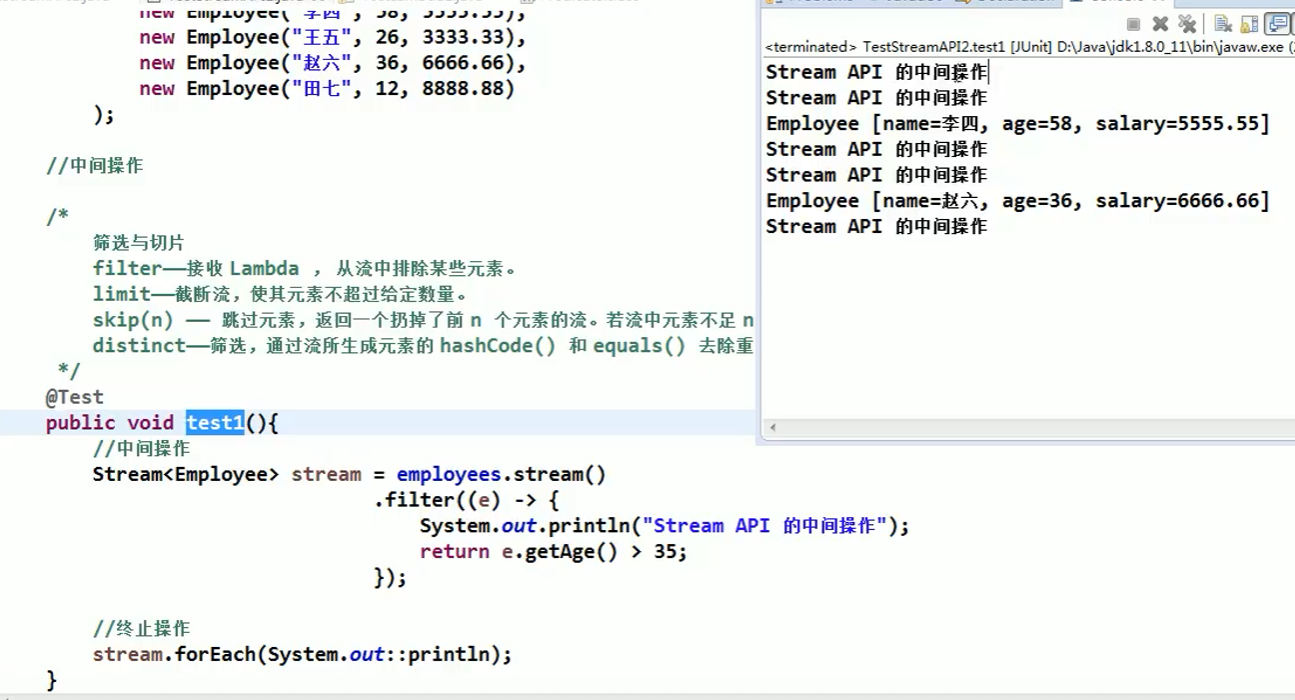 new Employee("李四", 58, 5555.55),
new Employee("王五", 26, 3333.33),
new Employee("赵六", 36, 6666.66),
new Employee("田七", 12, 8888.88)
);
//中间操作
/*
筛选与切片
filter——接收 Lambda ， 从流中排除某些元素。
limit——截断流，使其元素不超过给定数量。
skip(n) —— 跳过元素，返回一个扔掉了前 n 个元素的流。若流中元素不足 n
distinct——筛选，通过流所生成元素的 hashCode() 和 equals() 去除重
*/
@Test
public void test1(){
//中间操作
Stream<Employee> stream = employees.stream()
.filter((e) -> {
System.out.println("Stream API 的中间操作");
return e.getAge() > 35;
});
//终止操作
stream.forEach(System.out::println);
}
<terminated> TestStreamAPI2.test1 [JUnit] D:\Java\jdk1.8.0_11\bin\javaw.exe (2
Stream API 的中间操作
Stream API 的中间操作
Employee [name=李四, age=58, salary=5555.55]
Stream API 的中间操作
Stream API 的中间操作
Employee [name=赵六, age=36, salary=6666.66]
Stream API 的中间操作